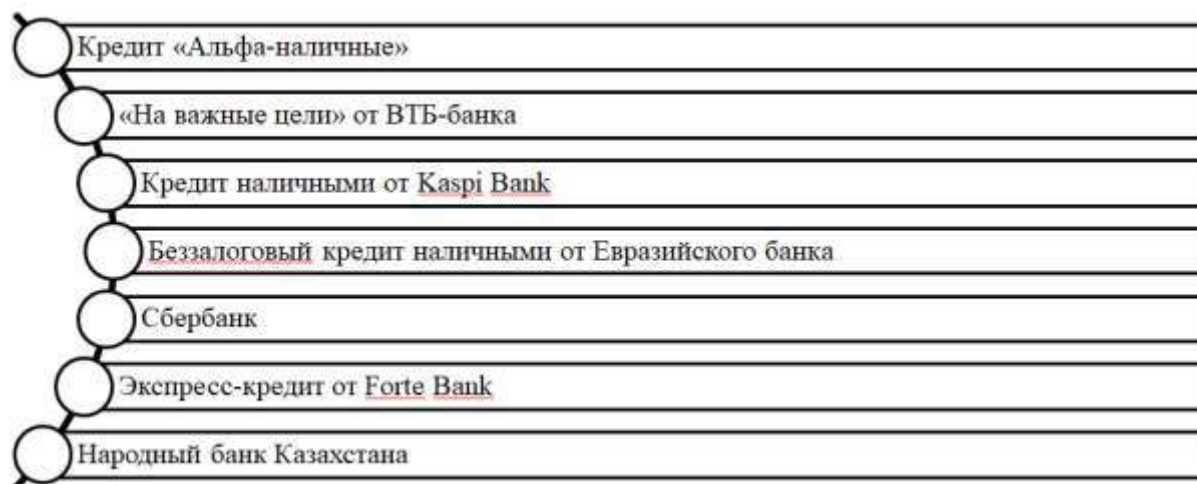 Кредит «Альфа-наличные»
«На важные цели» от ВТБ-банка
Кредит наличными от Kaspi Bank
Беззалоговый кредит наличными от Евразийского банка
Сбербанк
Экспресс-кредит от Forte Bank
Народный банк Казахстана